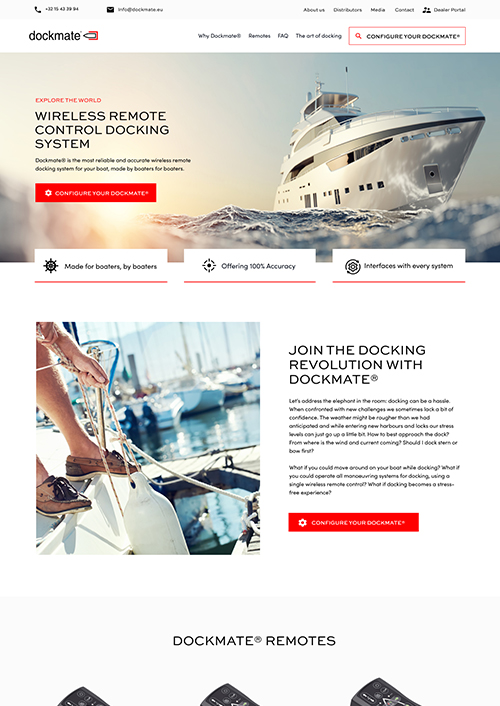 +32 15 43 39 94
info@dockmate.eu
About us
Distributors
Media
Contact
Dealer Portal
dockmate
Why Dockmate®
Remotes
FAQ
The art of docking
CONFIGURE YOUR DOCKMATE®
EXPLORE THE WORLD
WIRELESS REMOTE
CONTROL DOCKING
SYSTEM
Dockmate® is the most reliable and accurate wireless remote
docking system for your boat, made by boaters for boaters.
CONFIGURE YOUR DOCKMATE®
Made for boaters, by boaters
Offering 100% Accuracy
Interfaces with every system
JOIN THE DOCKING
REVOLUTION WITH
DOCKMATE®
Let's address the elephant in the room: docking can be a hassle.
When confronted with new challenges we sometimes lack a bit of
confidence. The weather might be rougher than we had
anticipated and while entering new harbours and locks our stress
levels can just go up a little bit. How to best approach the dock?
From where is the wind and current coming? Should I dock stern or
bow first?
What if you could move around on your boat while docking? What if
you could operate all manoeuvring systems for docking, using a
single wireless remote control? What if docking becomes a stress-
free experience?
CONFIGURE YOUR DOCKMATE®
DOCKMATE® REMOTES